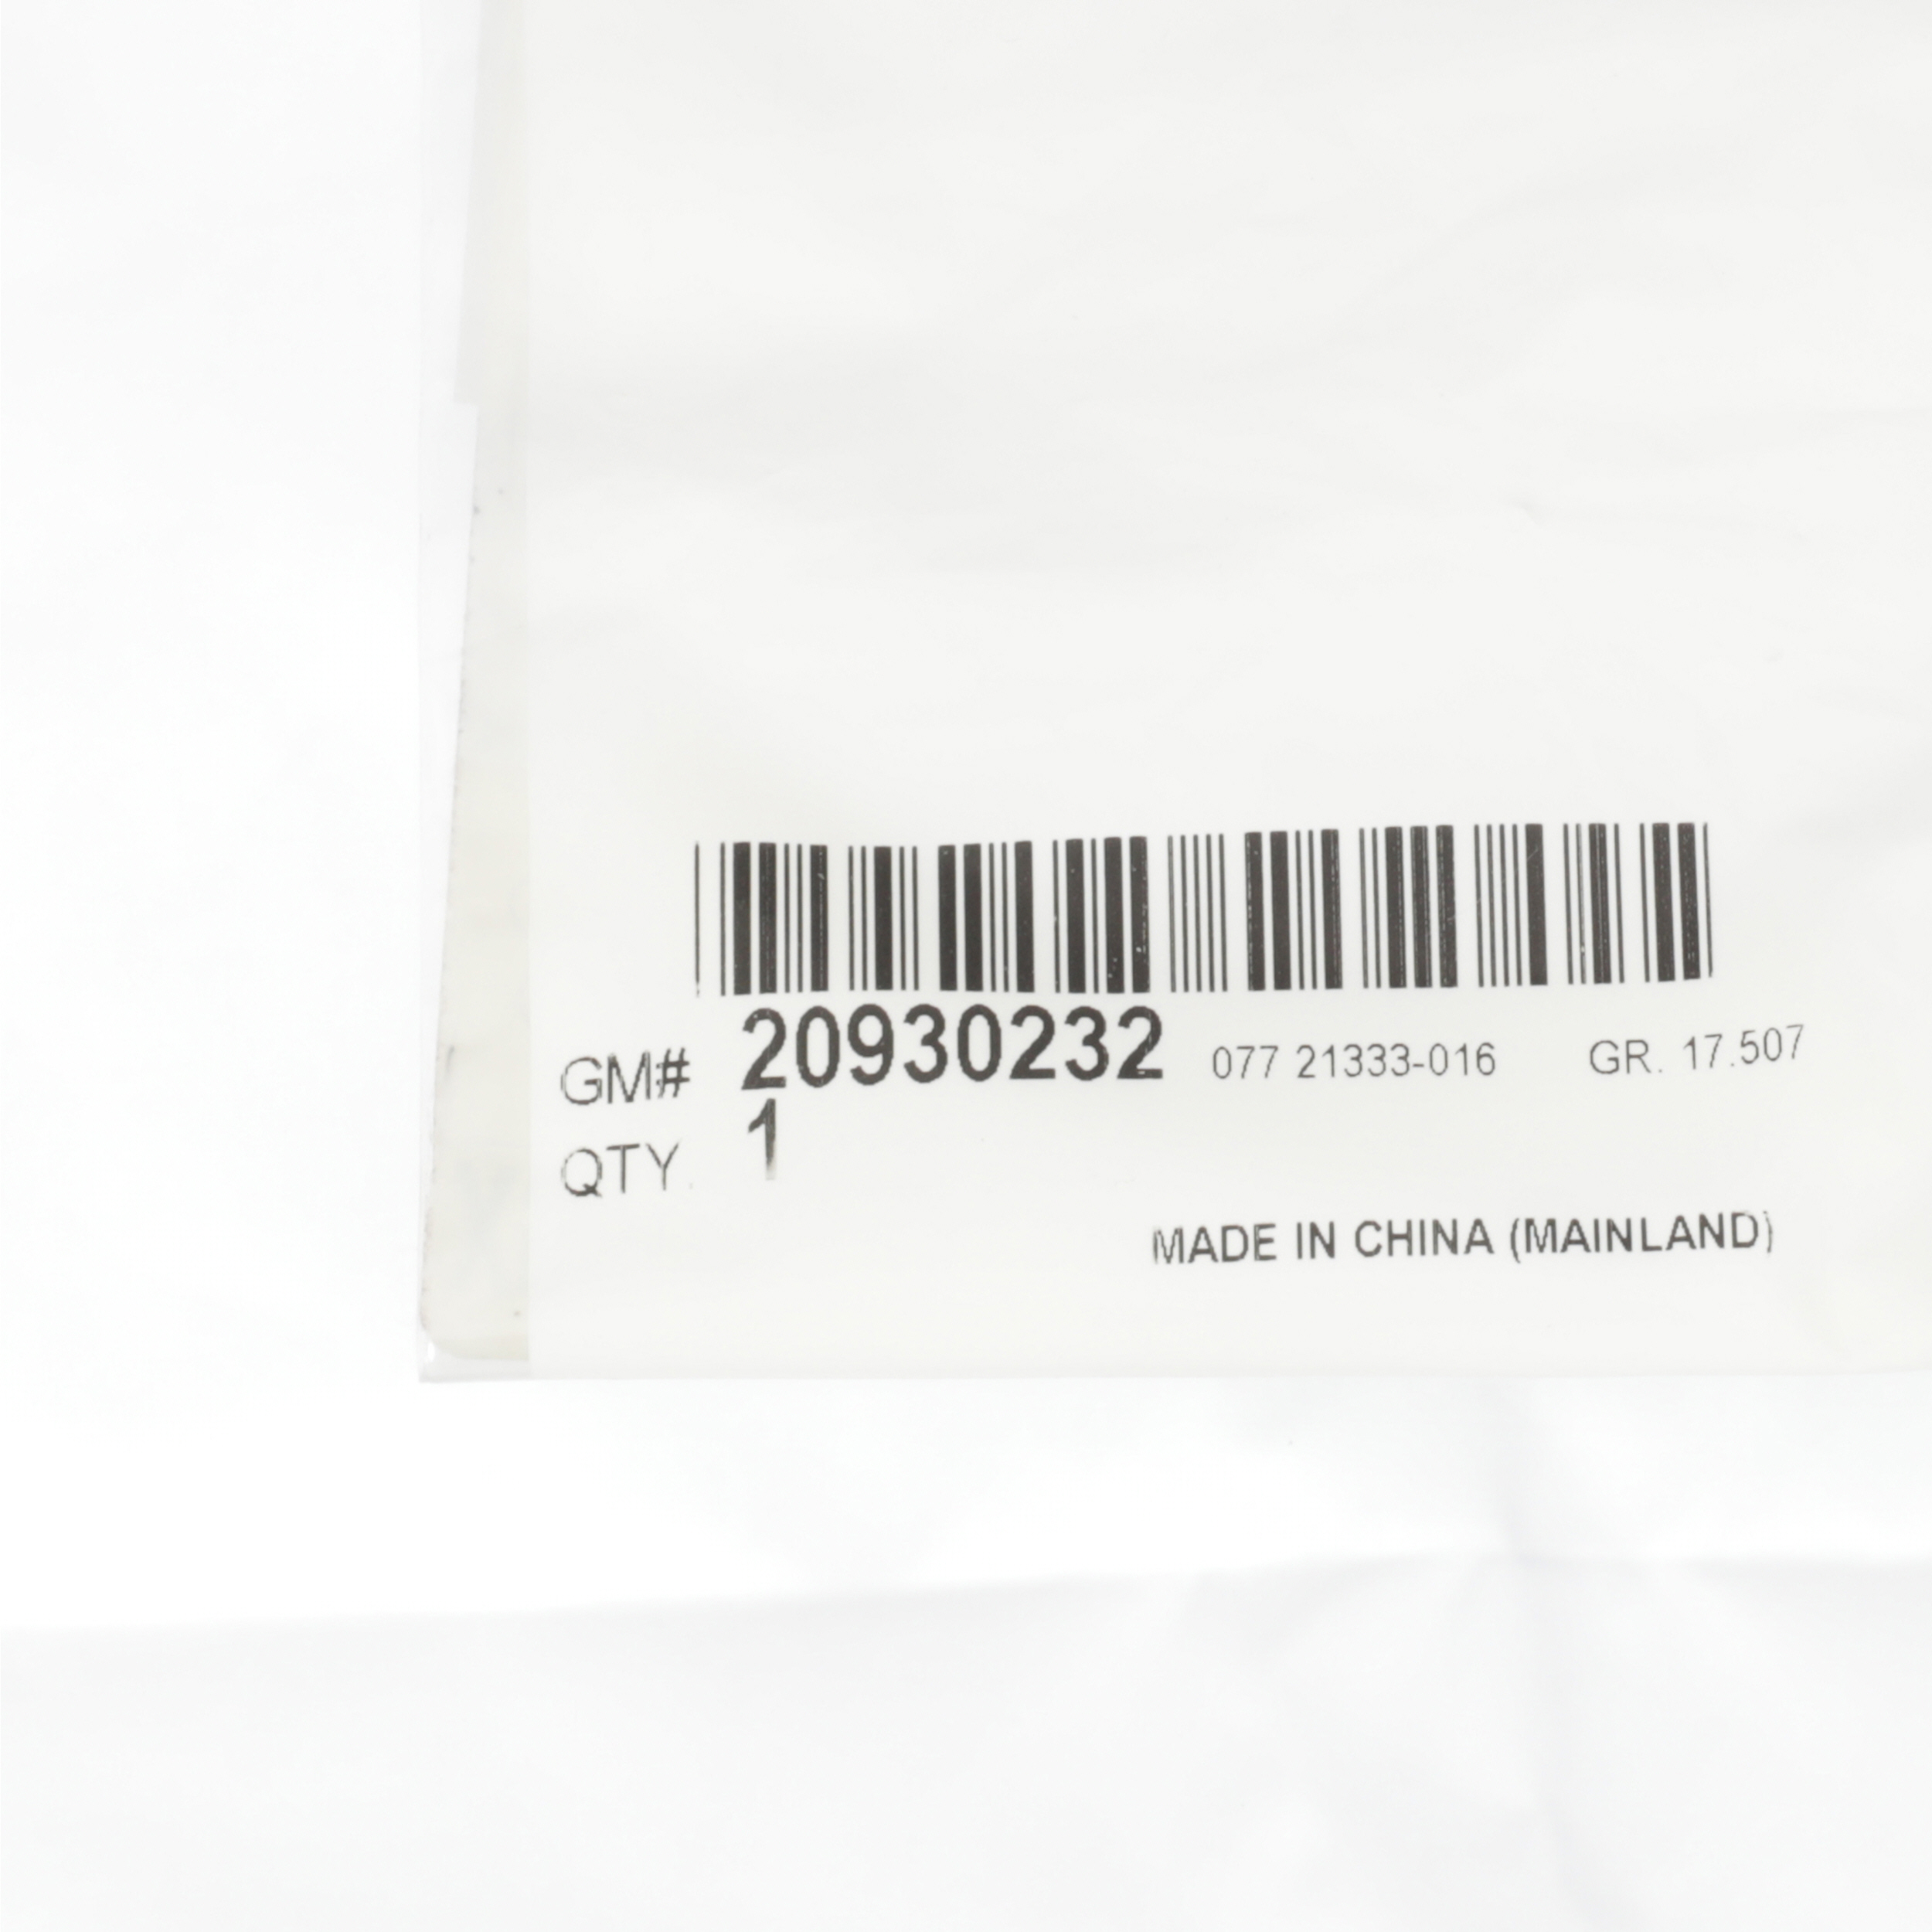 GM# 20930232 077 21333-016 GR. 17.507
QTY. 1
MADE IN CHINA (MAINLAND)